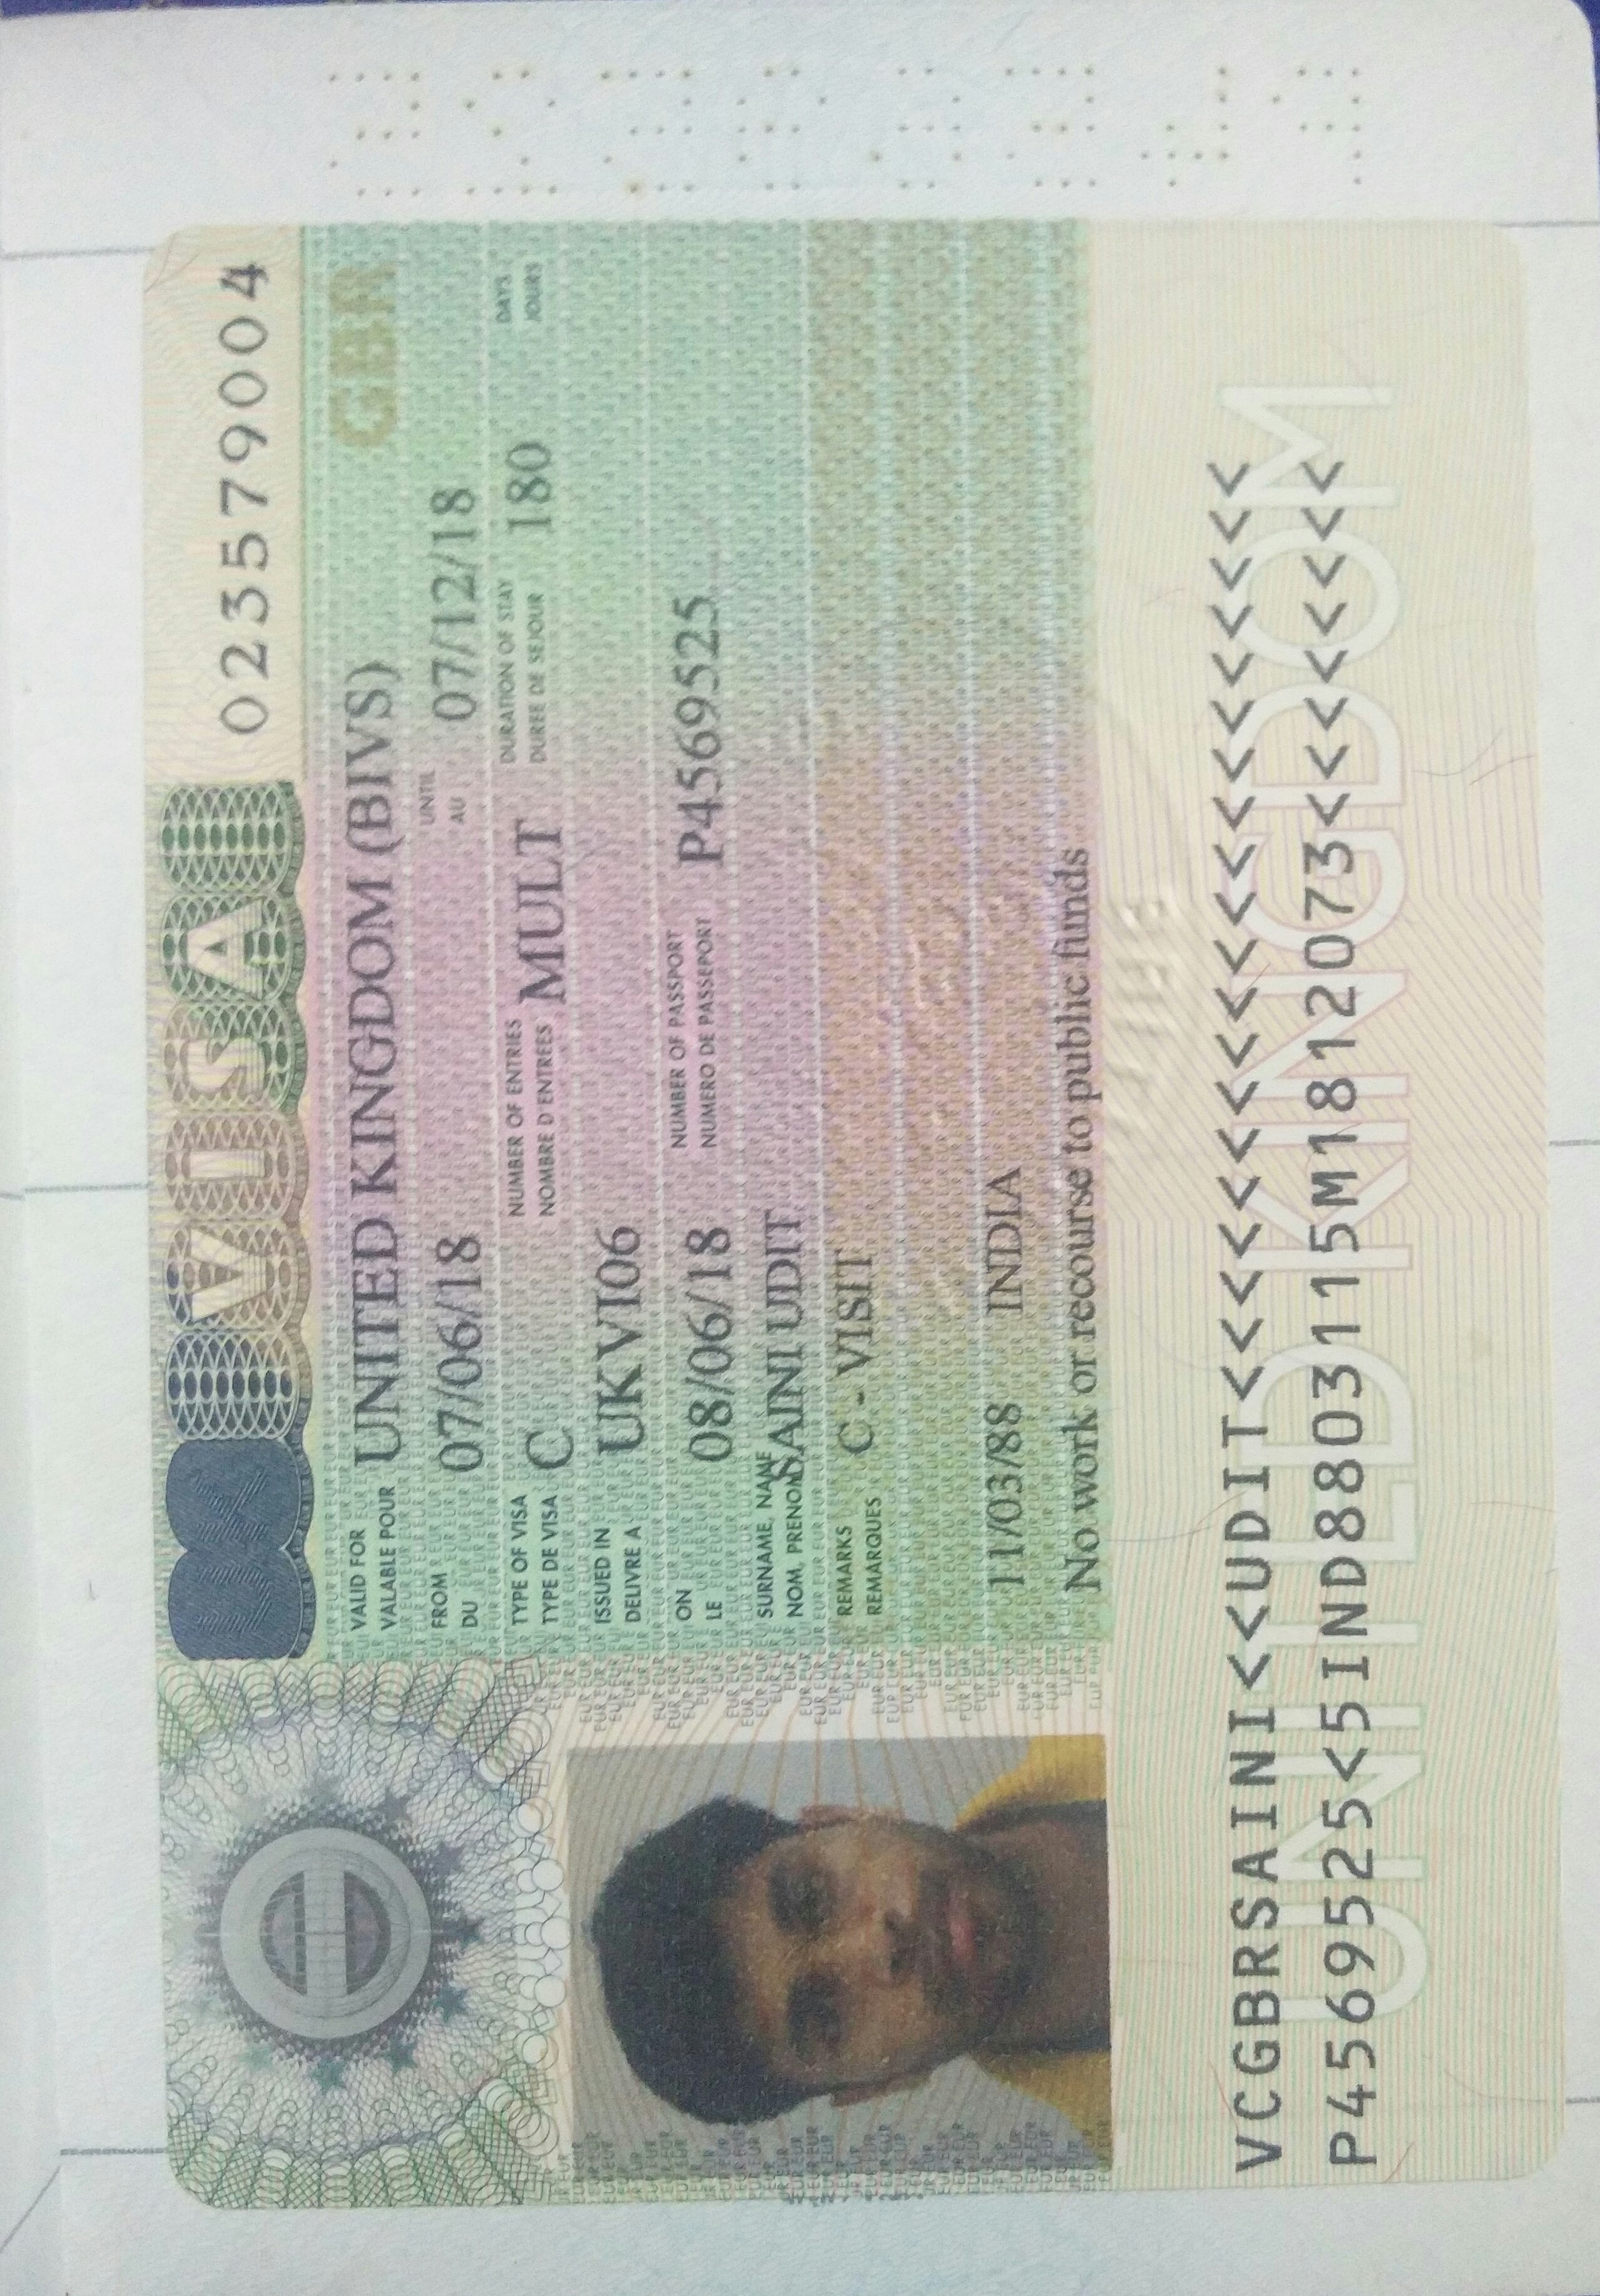 UK VISA 023579004
GBR
VALID FOR
VALABLE POUR
UNITED KINGDOM (BIVS)
FROM
DU
07/06/18
UNTIL
AU
07/12/18
TYPE OF VISA
TYPE DE VISA
C
NUMBER OF ENTRIES
NOMBRE D ENTREES
MULT
DURATION OF STAY
DUREE DE SEJOUR
180
DAYS
JOURS
ISSUED IN
DELIVRE A
UKVI06
ON
LE
08/06/18
NUMBER OF PASSPORT
NUMERO DE PASSEPORT
P4569525
SURNAME, NAME
NOM, PRENOM
SAINI UDIT
REMARKS
REMARQUES
C - VISIT
11/03/88 INDIA
No work or recourse to public funds
UNITED KINGDOM
VCGBRSAINI<<UDIT<<<<<<<<<<<<<<<<<<<<
P4569525<5IND8803115M1812073<<<<<<<<